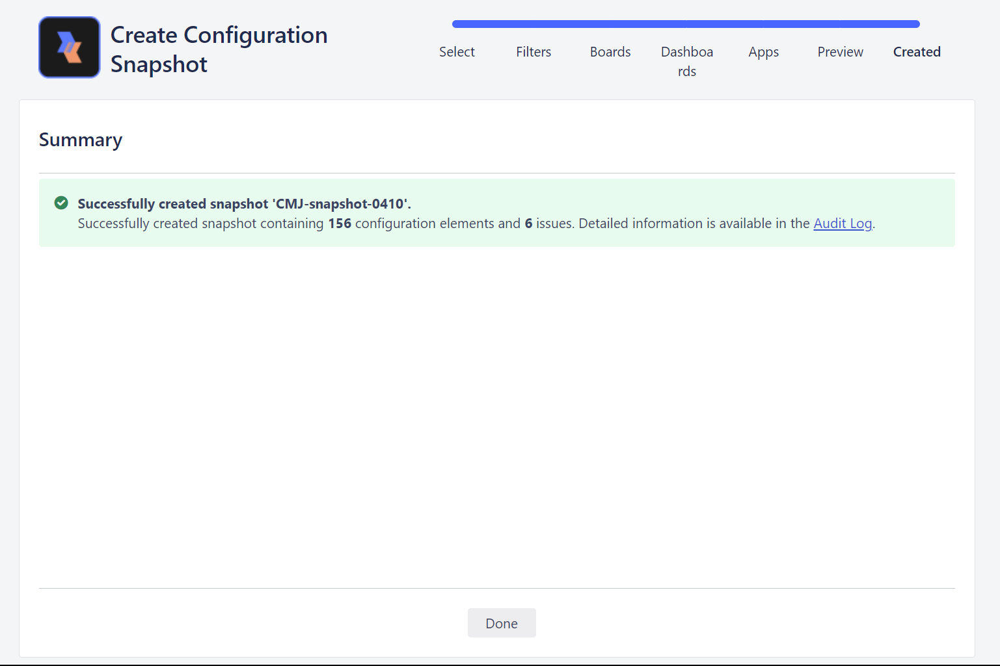 Create Configuration
Snapshot
Select Filters Boards Dashboa Apps Preview Created
rds
Summary
Successfully created snapshot 'CMJ-snapshot-0410'.
Successfully created snapshot containing 156 configuration elements and 6 issues. Detailed information is available in the Audit Log.
Done